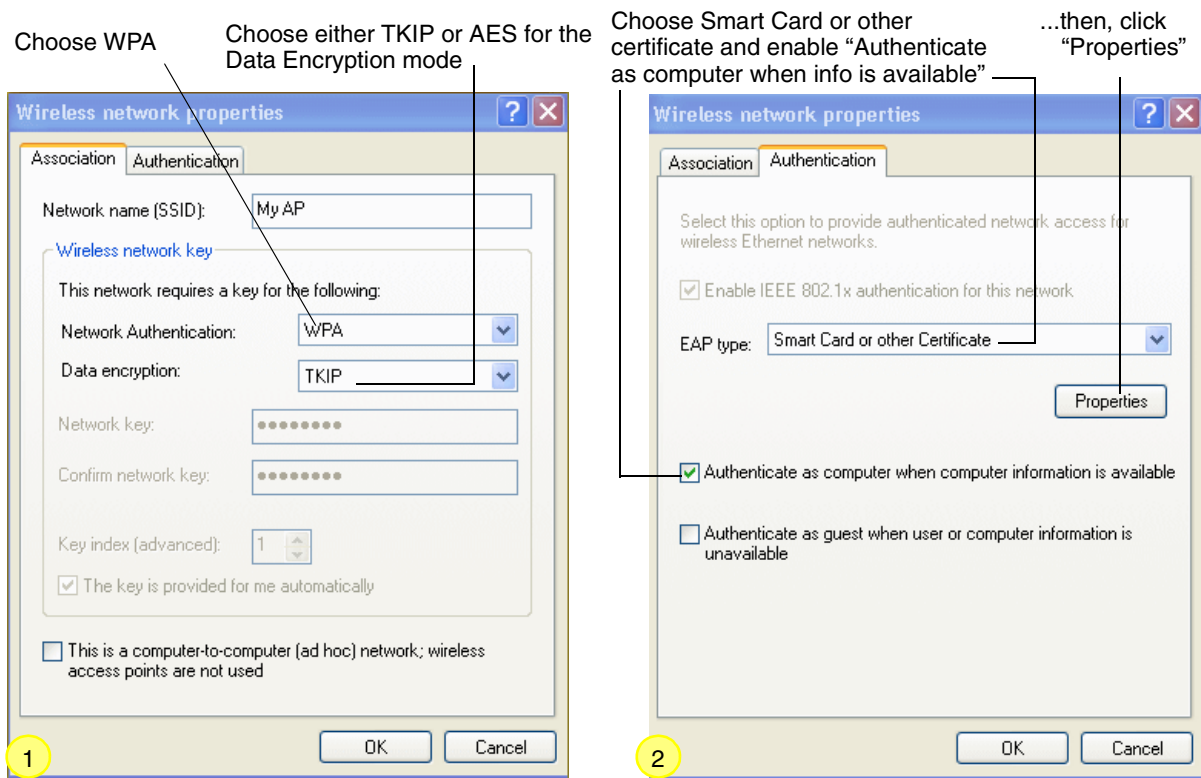 Choose WPA
Choose either TKIP or AES for the
Data Encryption mode
Choose Smart Card or other
certificate and enable “Authenticate
as computer when info is available”
...then, click
“Properties”
Wireless network properties
Association
Authentication
Network name (SSID):
My AP
Wireless network key
This network requires a key for the following:
Network Authentication:
WPA
Data encryption:
TKIP
Network key:
Confirm network key:
Key index (advanced):
1
The key is provided for me automatically
This is a computer-to-computer (ad hoc) network; wireless
access points are not used
OK
Cancel
1
Wireless network properties
Association
Authentication
Select this option to provide authenticated network access for
wireless Ethernet networks.
Enable IEEE 802.1x authentication for this network
EAP type:
Smart Card or other Certificate
Properties
Authenticate as computer when computer information is available
Authenticate as guest when user or computer information is
unavailable
OK
Cancel
2